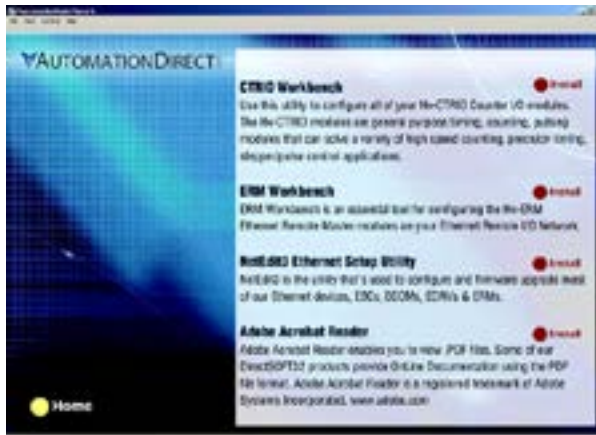 AUTOMATIONDIRECT
CTRIO Workbench
Install
Use this utility to configure all of your Hx-CTRIO Counter I/O modules.
The Hx-CTRIO modules are general purpose timing, counting, pulsing
modules that can solve a variety of high speed counting, precision timing,
step/pulse control applications.
ERM Workbench
Install
ERM Workbench is an essential tool for configuring the Hx-ERM
Ethernet Remote Master modules on your Ethernet Remote I/O Network.
NetEdit3 Ethernet Setup Utility
Install
NetEdit3 is the utility that's used to configure and firmware upgrade most
of our Ethernet devices, EBCs, ECOMs, EDRVs & ERMs.
Adobe Acrobat Reader
Install
Adobe Acrobat Reader enables you to view .PDF files. Some of our
DirectSOFT32 products provide OnLine Documentation using the PDF
file format. Adobe Acrobat Reader is a registered trademark of Adobe
Systems Incorporated. www.adobe.com
Home